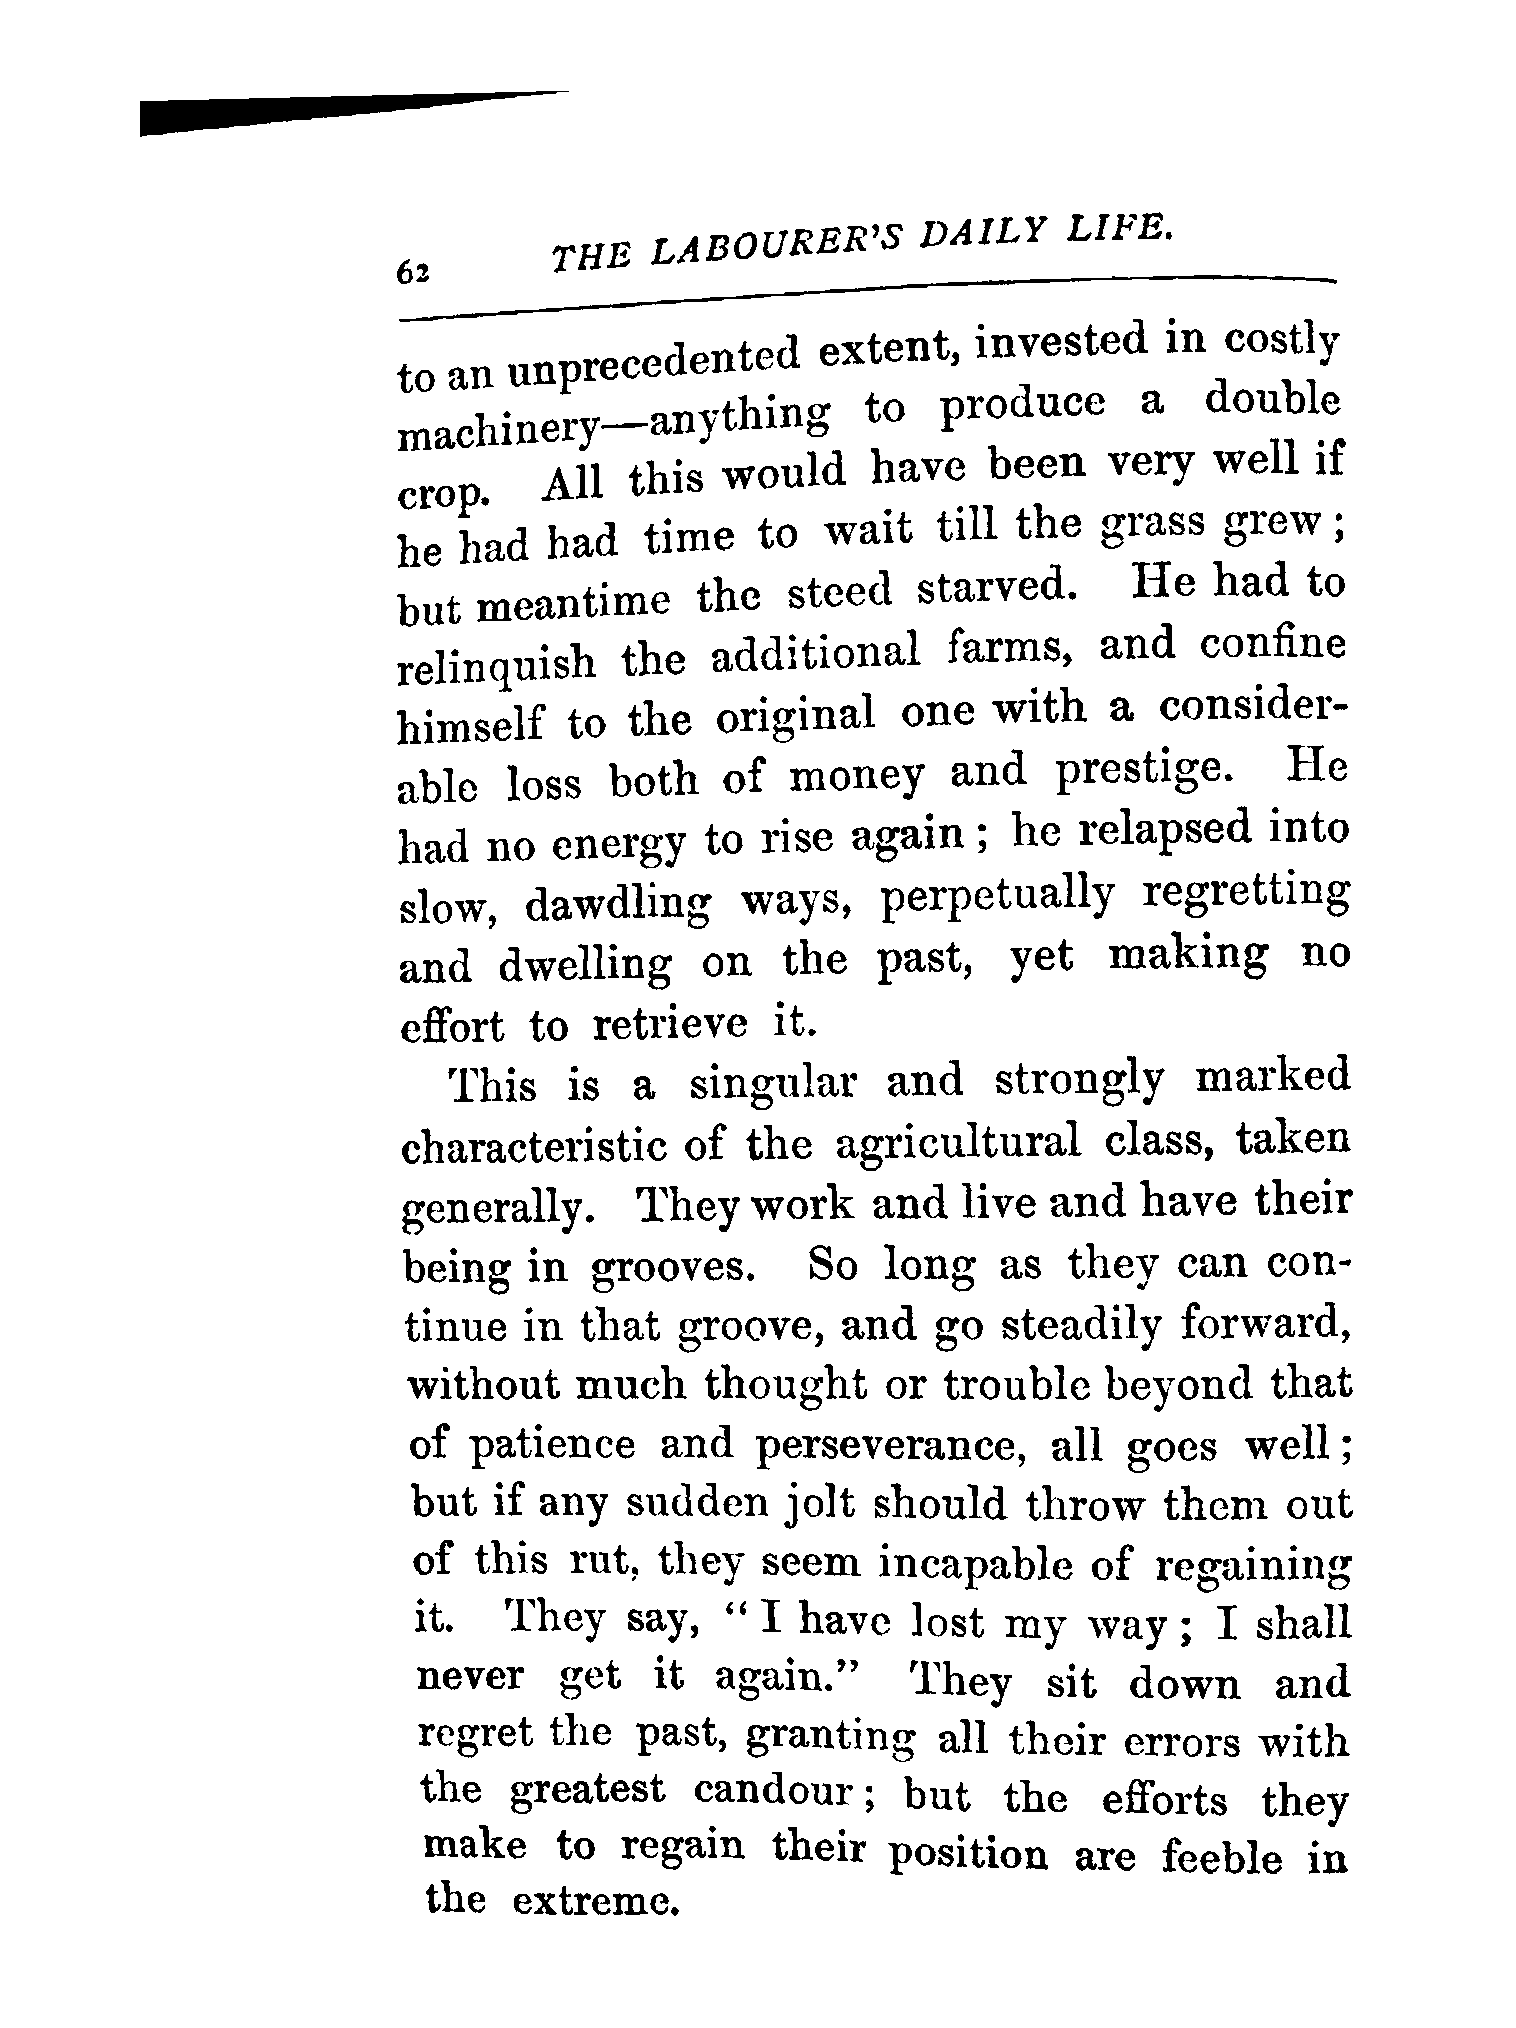 62 THE LABOURER'S DAILY LIFE.
to an unprecedented extent, invested in costly
machinery—anything to produce a double
crop. All this would have been very well if
he had had time to wait till the grass grew;
but meantime the steed starved. He had to
relinquish the additional farms, and confine
himself to the original one with a consider-
able loss both of money and prestige. He
had no energy to rise again; he relapsed into
slow, dawdling ways, perpetually regretting
and dwelling on the past, yet making no
effort to retrieve it.
This is a singular and strongly marked
characteristic of the agricultural class, taken
generally. They work and live and have their
being in grooves. So long as they can con-
tinue in that groove, and go steadily forward,
without much thought or trouble beyond that
of patience and perseverance, all goes well;
but if any sudden jolt should throw them out
of this rut, they seem incapable of regaining
it. They say, "I have lost my way; I shall
never get it again." They sit down and
regret the past, granting all their errors with
the greatest candour; but the efforts they
make to regain their position are feeble in
the extreme.